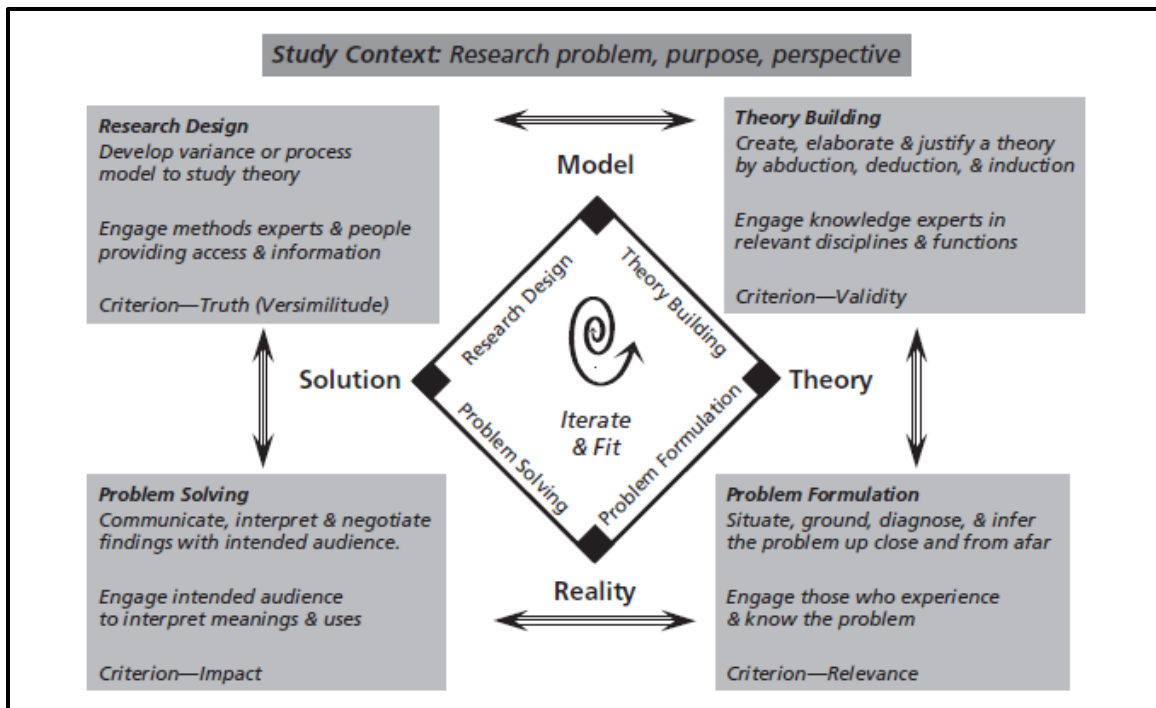 Study Context: Research problem, purpose, perspective
Research Design
Develop variance or process
model to study theory
Engage methods experts & people
providing access & information
Criterion—Truth (Versimilitude)
Model
Theory Building
Create, elaborate & justify a theory
by abduction, deduction, & induction
Engage knowledge experts in
relevant disciplines & functions
Criterion—Validity
Research Design
Theory Building
Solution
Theory
Iterate
& Fit
Problem Solving
Problem Formulation
Reality
Problem Solving
Communicate, interpret & negotiate
findings with intended audience.
Engage intended audience
to interpret meanings & uses
Criterion—Impact
Problem Formulation
Situate, ground, diagnose, & infer
the problem up close and from afar
Engage those who experience
& know the problem
Criterion—Relevance